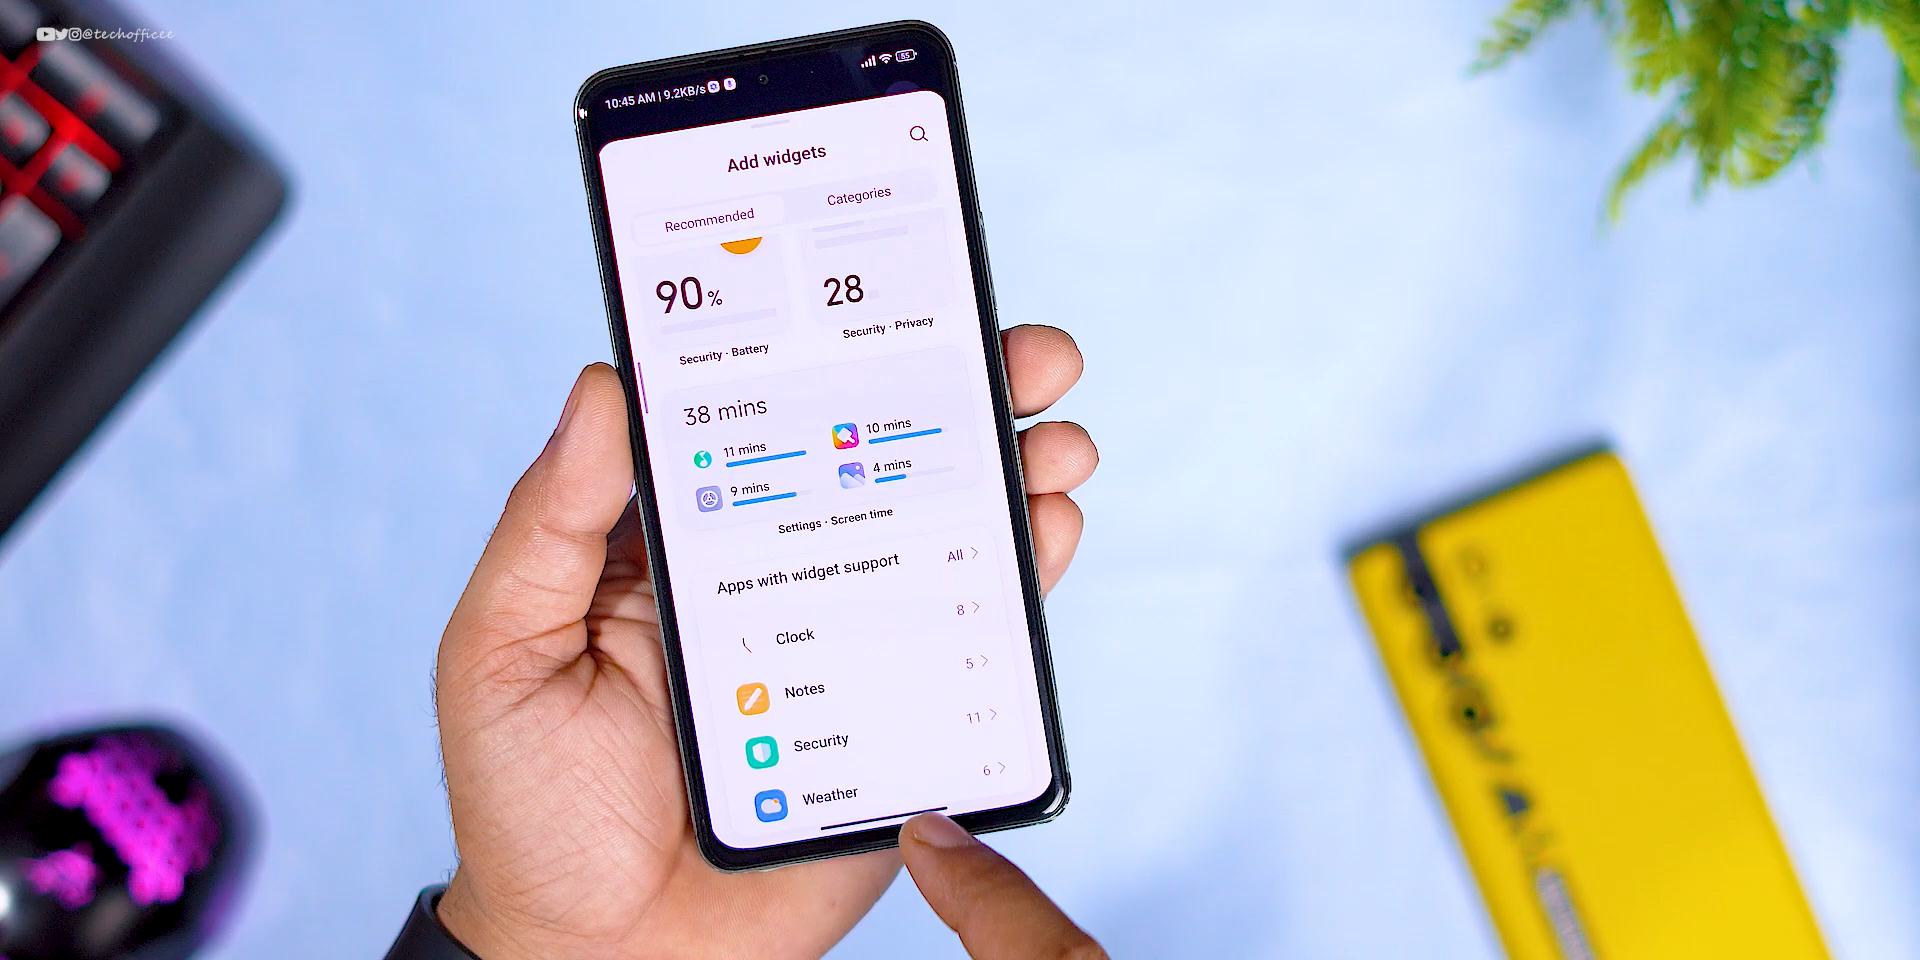 @techofficee
10:45 AM | 9.2KB/s
55
Add widgets
Recommended
Categories
90%
28
Security · Battery
Security · Privacy
38 mins
11 mins
10 mins
9 mins
4 mins
Settings · Screen time
Apps with widget support
All
Clock
8
Notes
5
Security
11
Weather
6